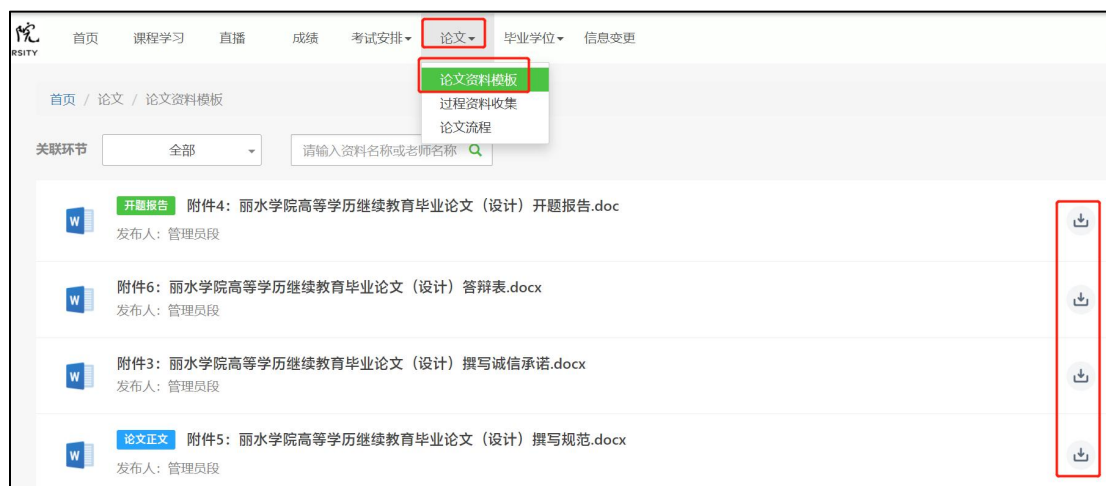 院
RSITY
首页 课程学习 直播 成绩 考试安排 论文 毕业学位 信息变更
论文资料模板
过程资料收集
论文流程
首页 / 论文 / 论文资料模板
关联环节 全部 请输入资料名称或老师名称
开题报告 附件4：丽水学院高等学历继续教育毕业论文（设计）开题报告.doc
发布人：管理员段
附件6：丽水学院高等学历继续教育毕业论文（设计）答辩表.docx
发布人：管理员段
附件3：丽水学院高等学历继续教育毕业论文（设计）撰写诚信承诺.docx
发布人：管理员段
论文正文 附件5：丽水学院高等学历继续教育毕业论文（设计）撰写规范.docx
发布人：管理员段